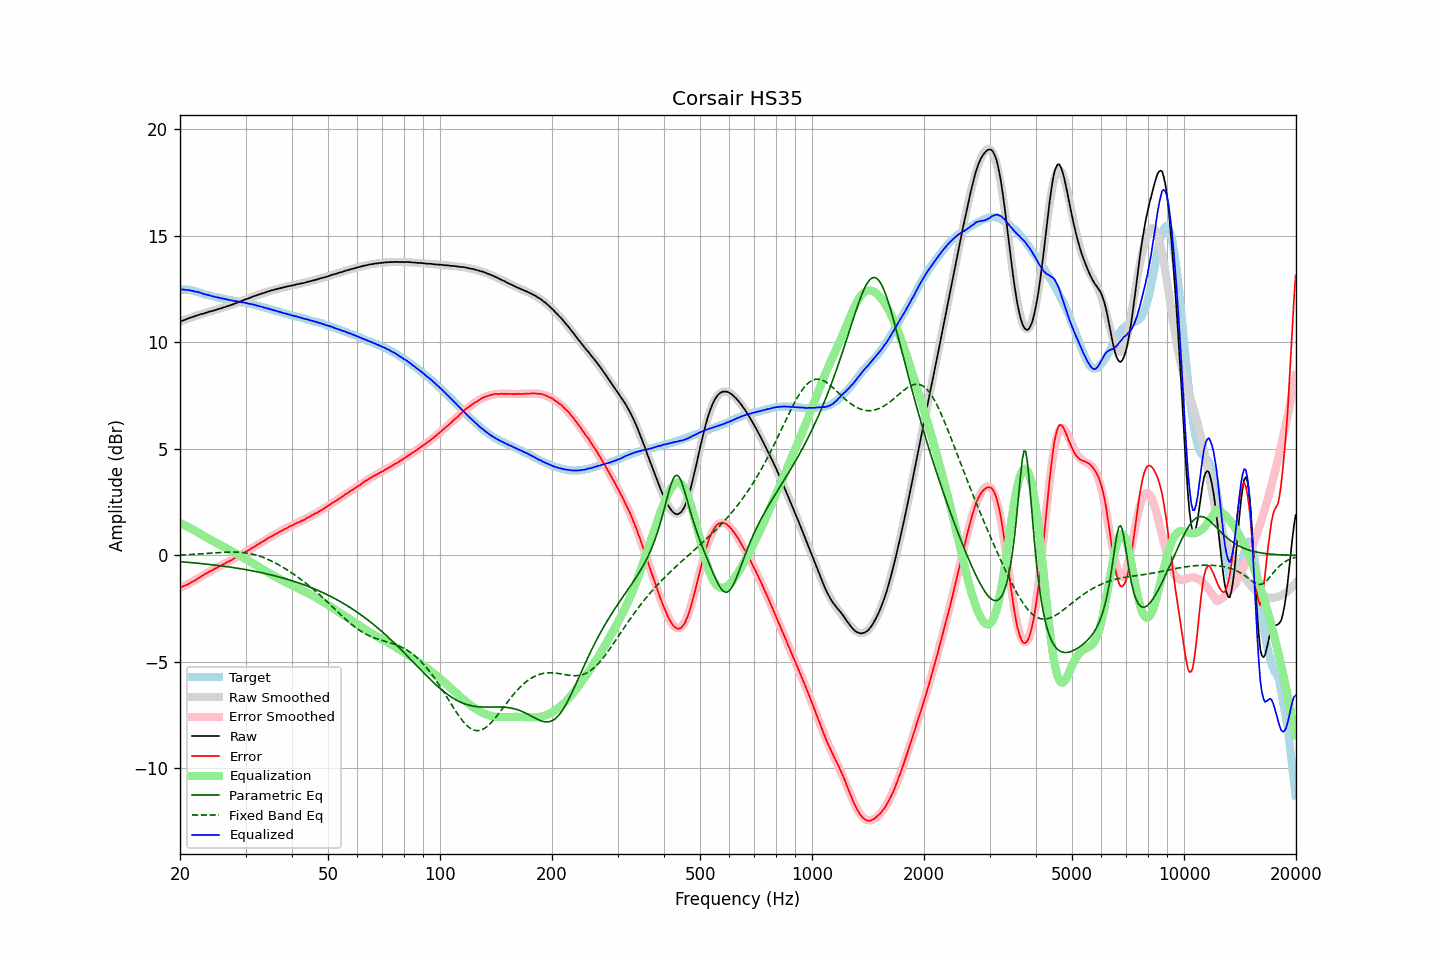 Corsair HS35
20
15
10
5
0
−5
−10
Amplitude (dBr)
Target
Raw Smoothed
Error Smoothed
Raw
Error
Equalization
Parametric Eq
Fixed Band Eq
Equalized
20 50 100 200 500 1000 2000 5000 10000 20000
Frequency (Hz)